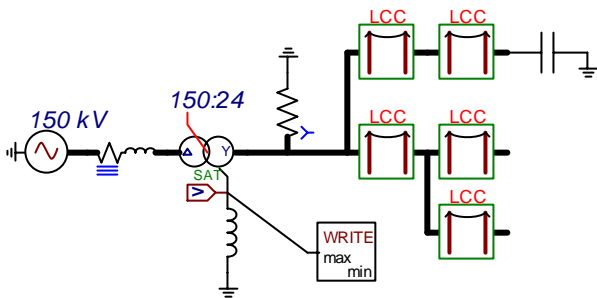 LCC
LCC
150 kV
150:24
Y
Y
SAT
V
LCC
LCC
LCC
WRITE
max
min